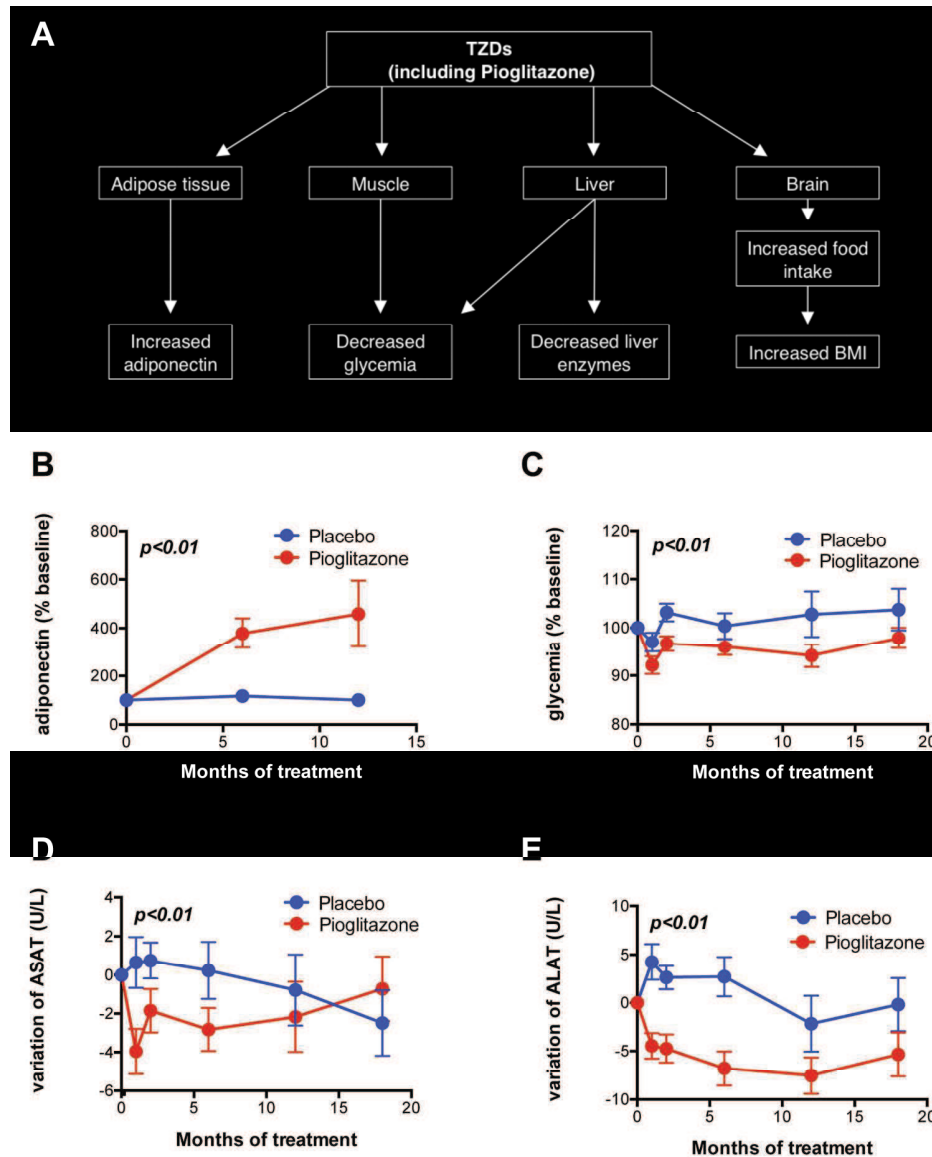 A
TZDs
(including Pioglitazone)
Adipose tissue
Muscle
Liver
Brain
Increased food
intake
Increased
adiponectin
Decreased
glycemia
Decreased liver
enzymes
Increased BMI
B
adiponectin (% baseline)
800
600
400
200
0
p<0.01
Placebo
Pioglitazone
0
5
10
15
Months of treatment
C
glycemia (% baseline)
120
110
100
90
80
p<0.01
Placebo
Pioglitazone
0
5
10
15
20
Months of treatment
D
variation of ASAT (U/L)
4
2
0
-2
-4
-6
p<0.01
Placebo
Pioglitazone
0
5
10
15
20
Months of treatment
E
variation of ALAT (U/L)
10
5
0
-5
-10
p<0.01
Placebo
Pioglitazone
0
5
10
15
20
Months of treatment